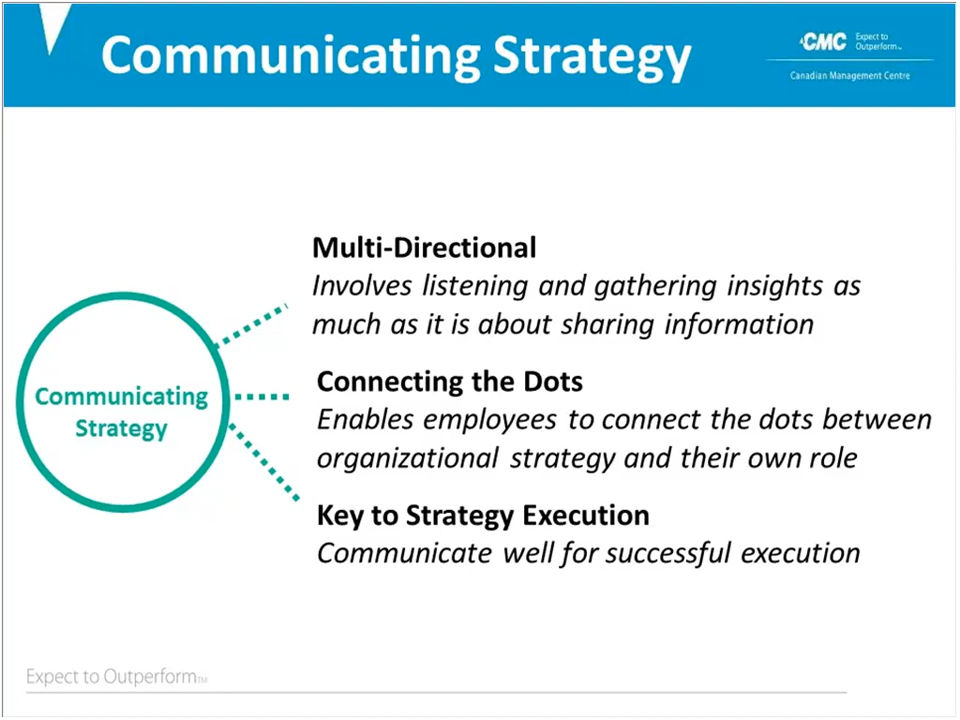 Communicating Strategy
CMC
Expect to
Outperform™
Canadian Management Centre
Multi-Directional
Involves listening and gathering insights as
much as it is about sharing information
Communicating
Strategy
Connecting the Dots
Enables employees to connect the dots between
organizational strategy and their own role
Key to Strategy Execution
Communicate well for successful execution
Expect to Outperform™